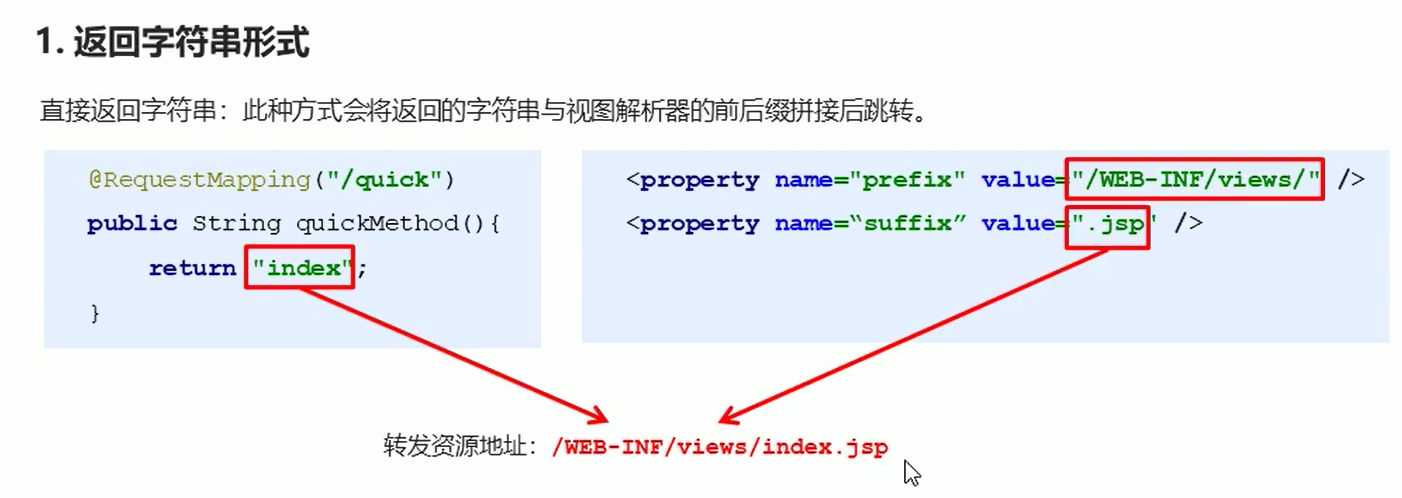 1. 返回字符串形式
直接返回字符串：此种方式会将返回的字符串与视图解析器的前后缀拼接后跳转。
@RequestMapping("/quick")
public String quickMethod(){
return "index";
}
<property name="prefix" value="/WEB-INF/views/" />
<property name=“suffix” value=".jsp" />
转发资源地址：/WEB-INF/views/index.jsp